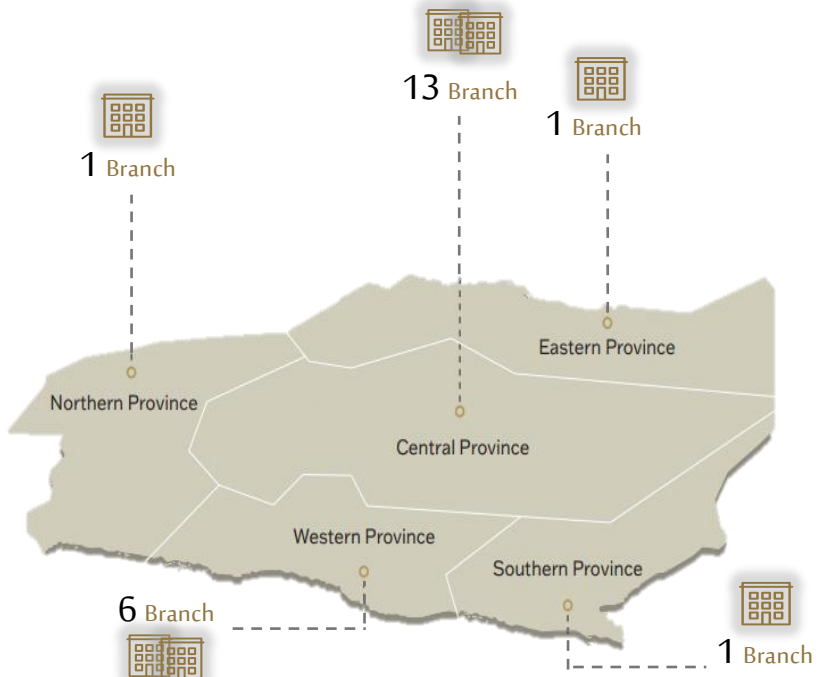 13 Branch
1 Branch
1 Branch
Eastern Province
Northern Province
Central Province
Western Province
Southern Province
6 Branch
1 Branch